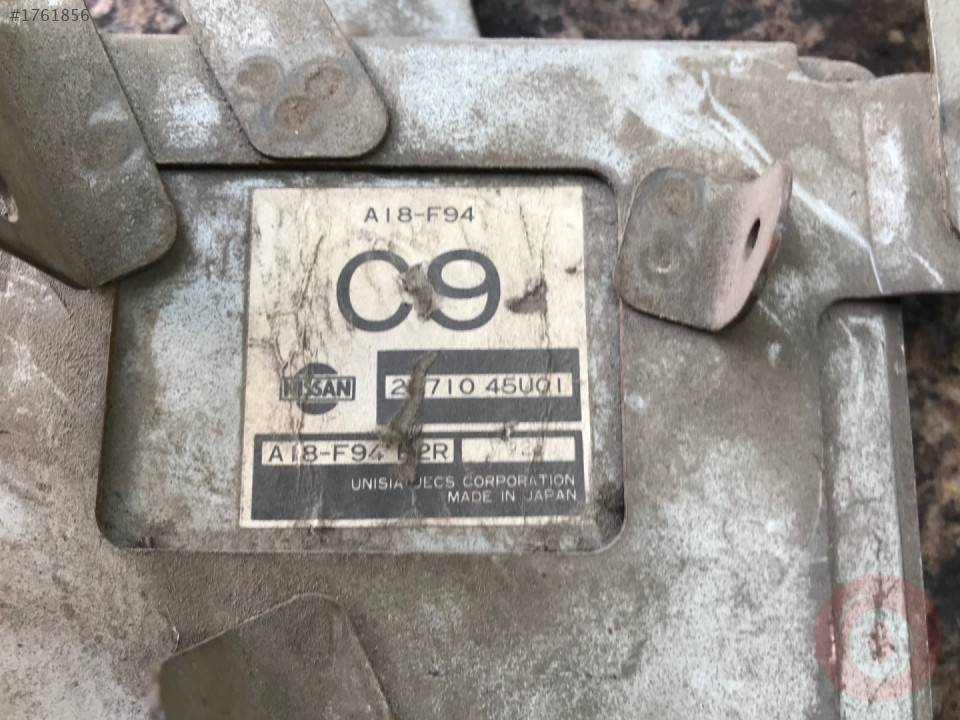 #1761856
A18-F94
C9
NISSAN
45U01
A18-F94
UNISIA JECS CORPORATION
MADE IN JAPAN